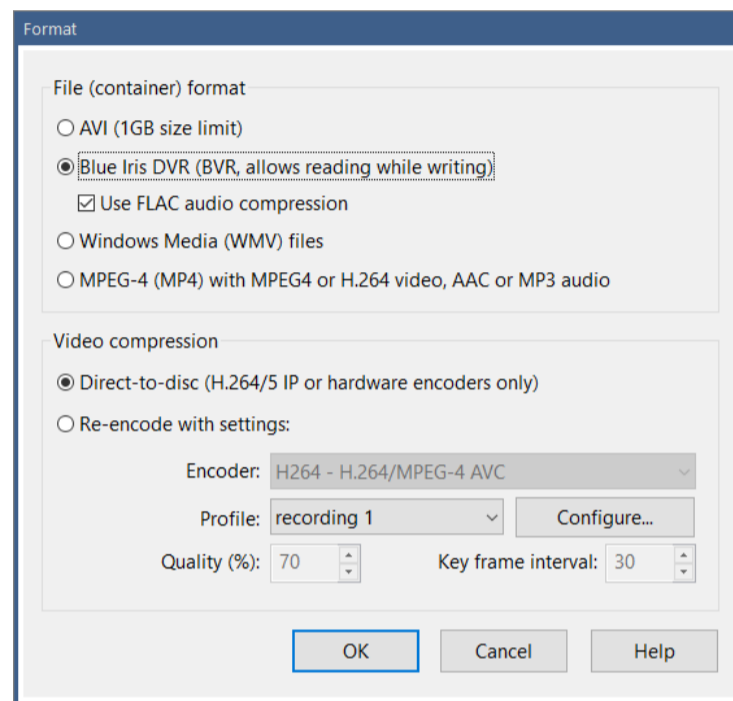 Format
File (container) format
AVI (1GB size limit)
Blue Iris DVR (BVR, allows reading while writing)
Use FLAC audio compression
Windows Media (WMV) files
MPEG-4 (MP4) with MPEG4 or H.264 video, AAC or MP3 audio
Video compression
Direct-to-disc (H.264/5 IP or hardware encoders only)
Re-encode with settings:
Encoder: H264 - H.264/MPEG-4 AVC
Profile: recording 1 Configure...
Quality (%): 70 Key frame interval: 30
OK Cancel Help